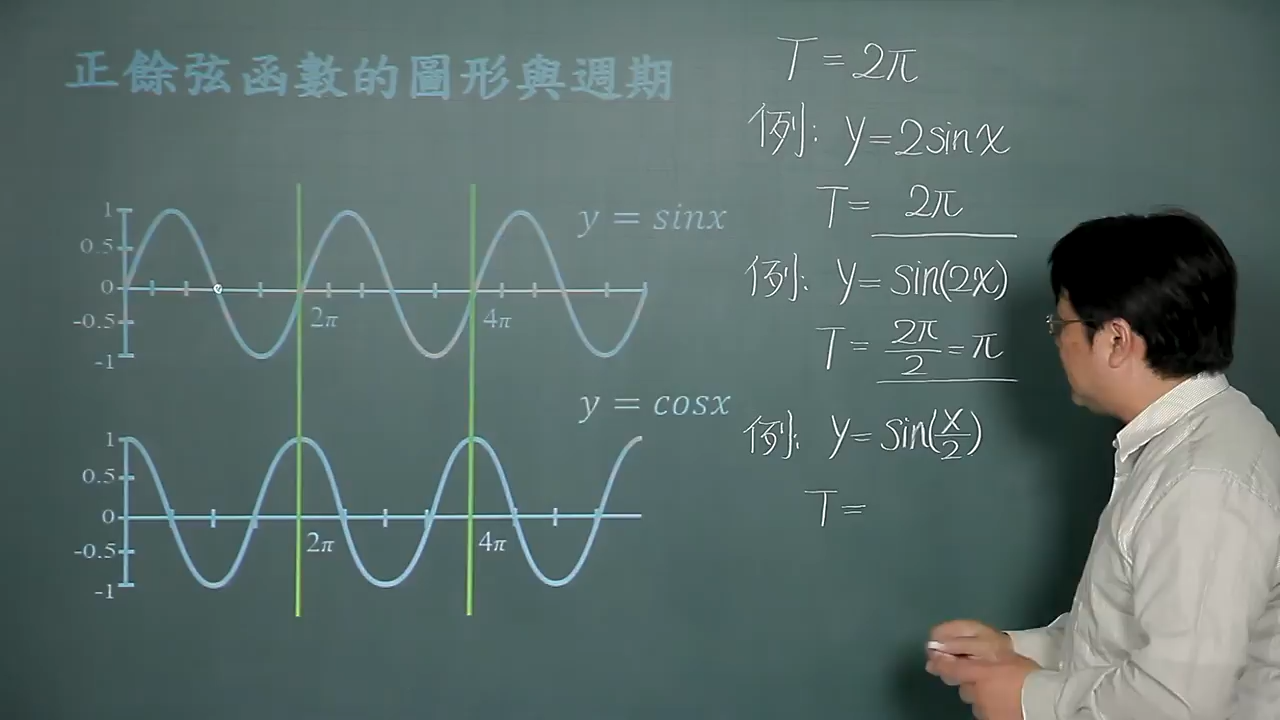 正餘弦函數的圖形與週期
1
0.5
0
-0.5
-1
2π
4π
y = sinx
1
0.5
0
-0.5
-1
2π
4π
y = cosx
T = 2π
例: y = 2sinx
T = 2π
例: y = sin(2x)
T = 2π/2 = π
例: y = sin(x/2)
T =